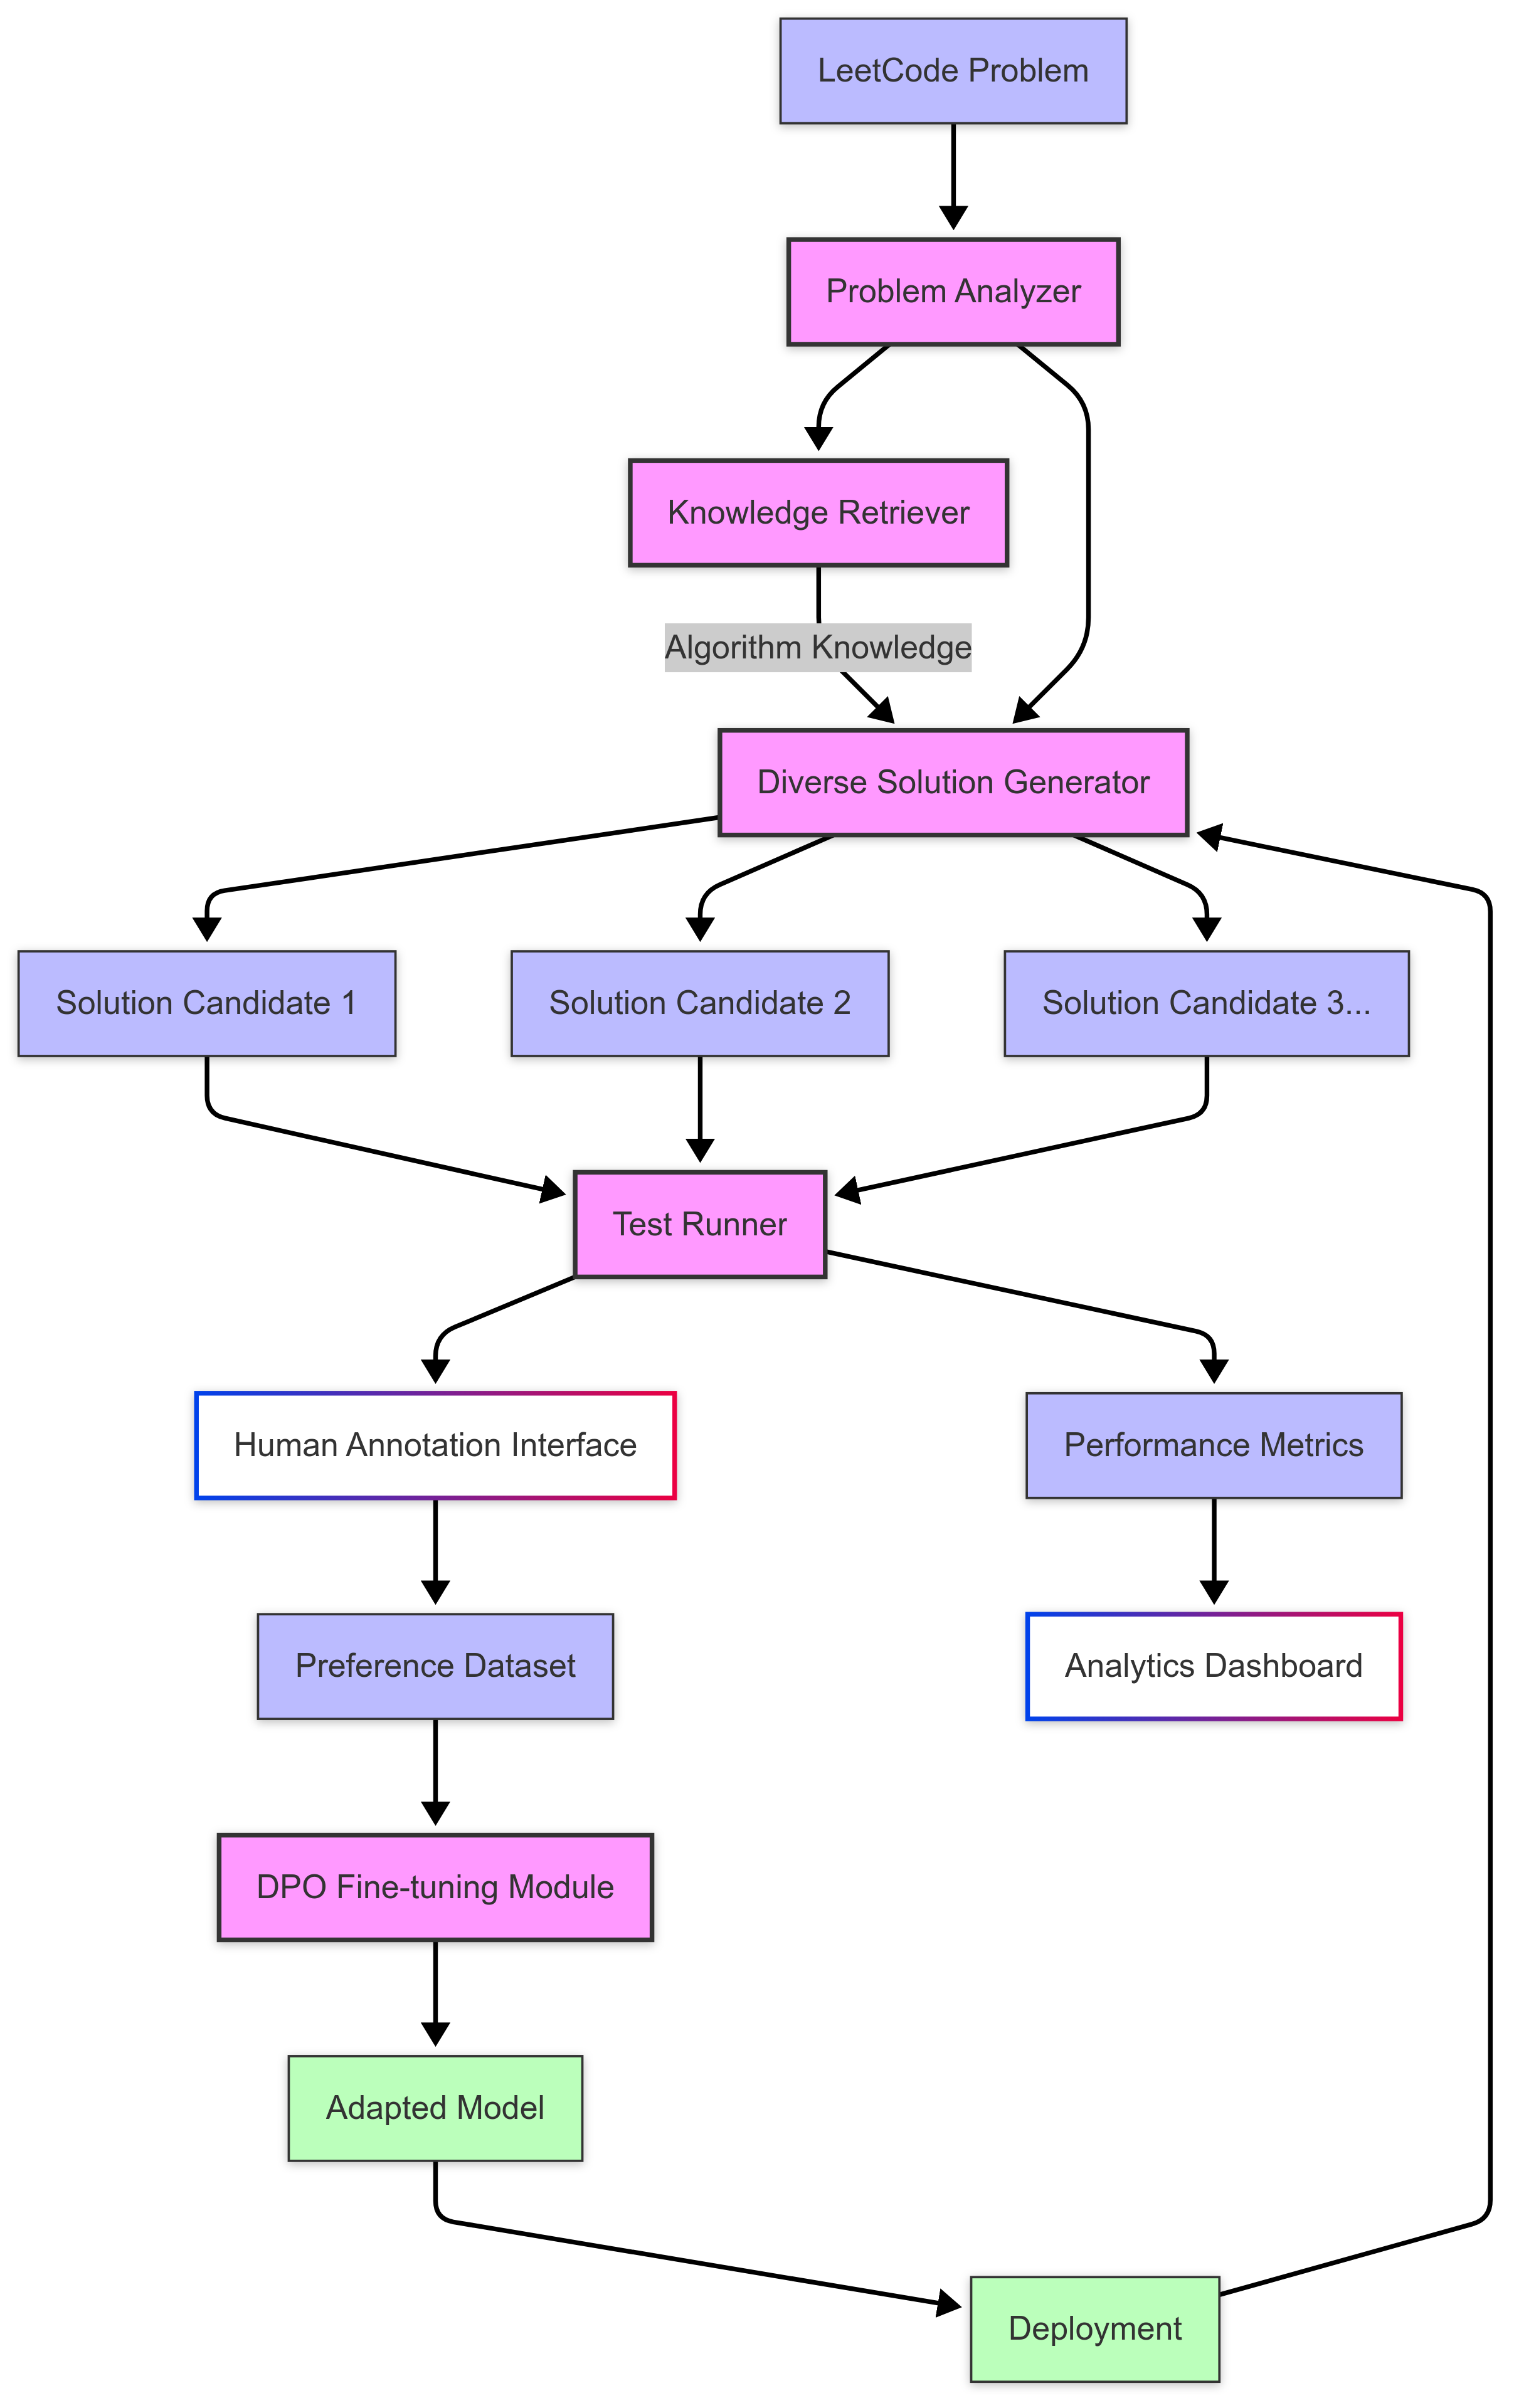 LeetCode Problem
Problem Analyzer
Knowledge Retriever
Algorithm Knowledge
Diverse Solution Generator
Solution Candidate 1
Solution Candidate 2
Solution Candidate 3...
Test Runner
Human Annotation Interface
Performance Metrics
Preference Dataset
Analytics Dashboard
DPO Fine-tuning Module
Adapted Model
Deployment